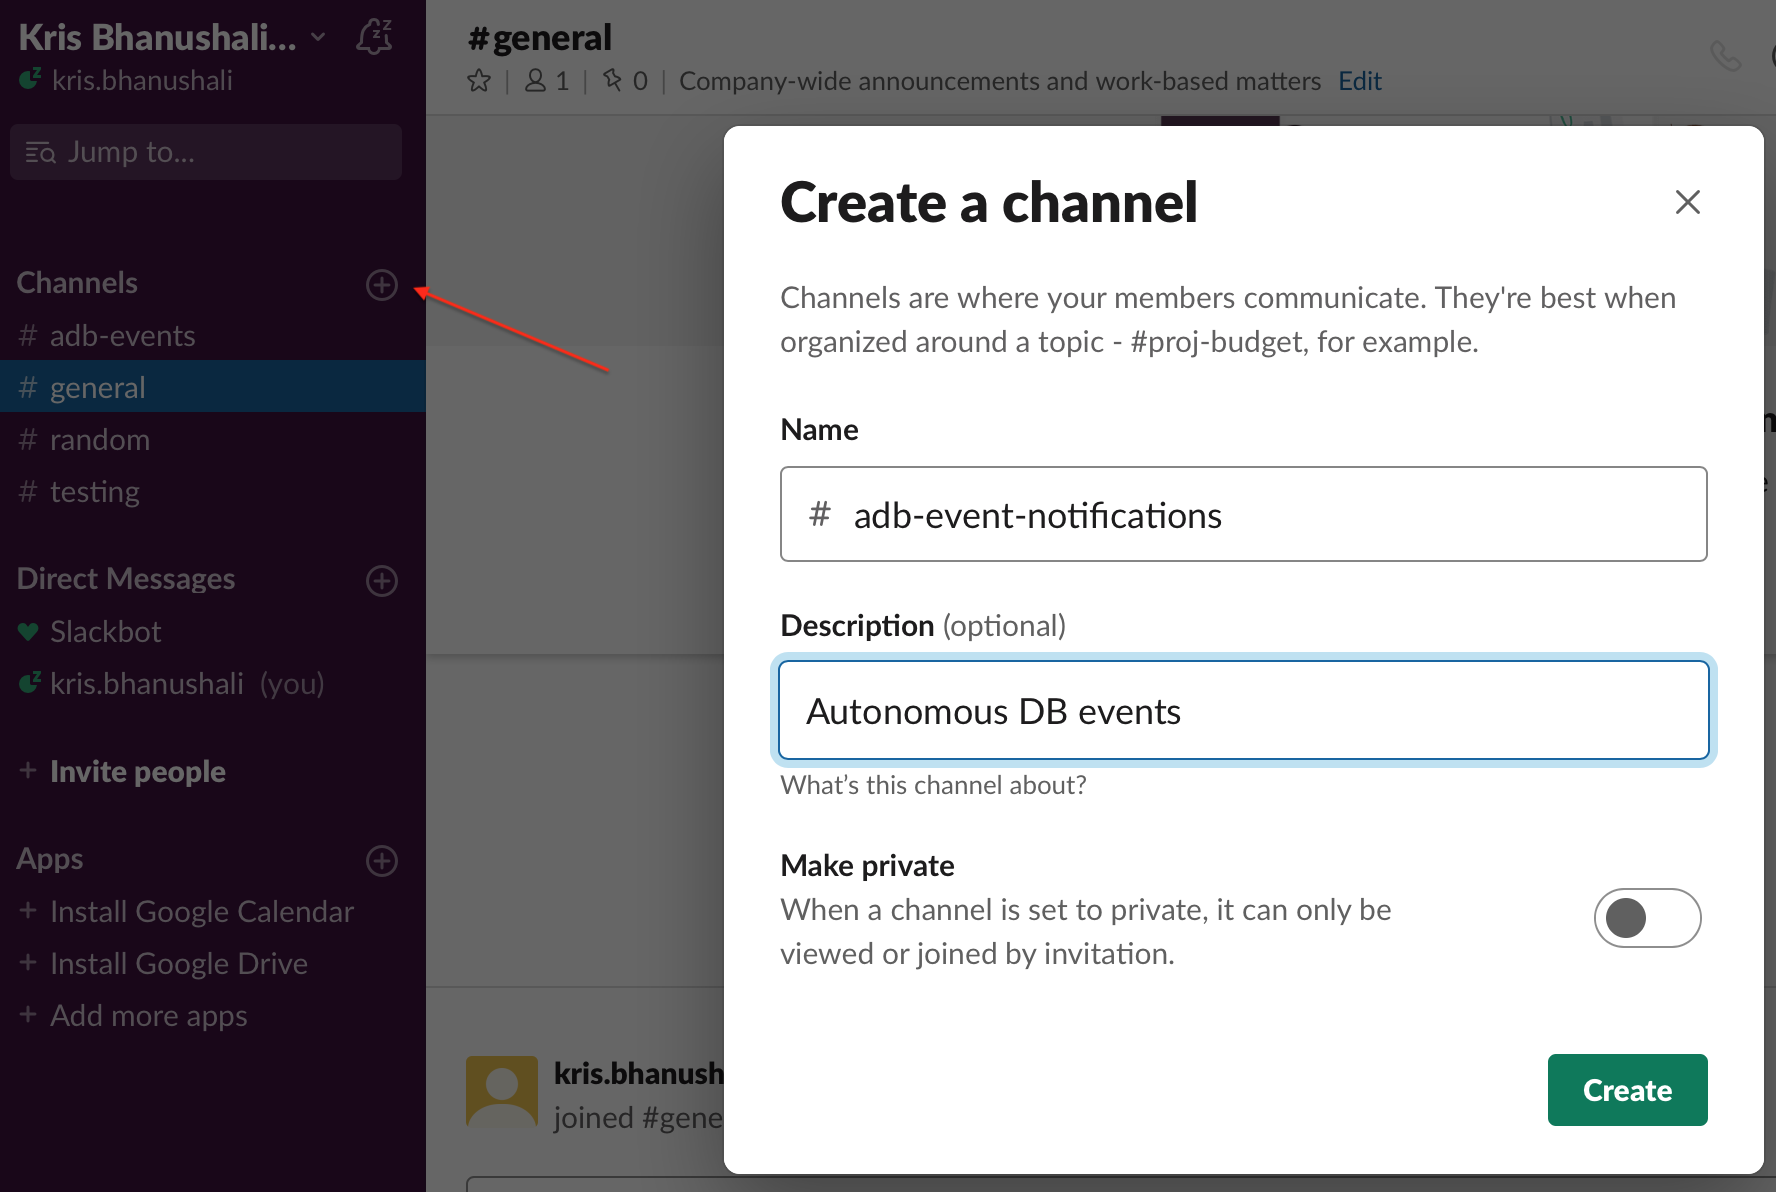 Kris Bhanushali...
kris.bhanushali
Jump to...
Channels
# adb-events
# general
# random
# testing
Direct Messages
Slackbot
kris.bhanushali (you)
+ Invite people
Apps
+ Install Google Calendar
+ Install Google Drive
+ Add more apps
#general
| 1 | 0 | Company-wide announcements and work-based matters Edit
Create a channel
Channels are where your members communicate. They're best when
organized around a topic - #proj-budget, for example.
Name
# adb-event-notifications
Description (optional)
Autonomous DB events
What's this channel about?
Make private
When a channel is set to private, it can only be
viewed or joined by invitation.
Create
kris.bhanush
joined #gene